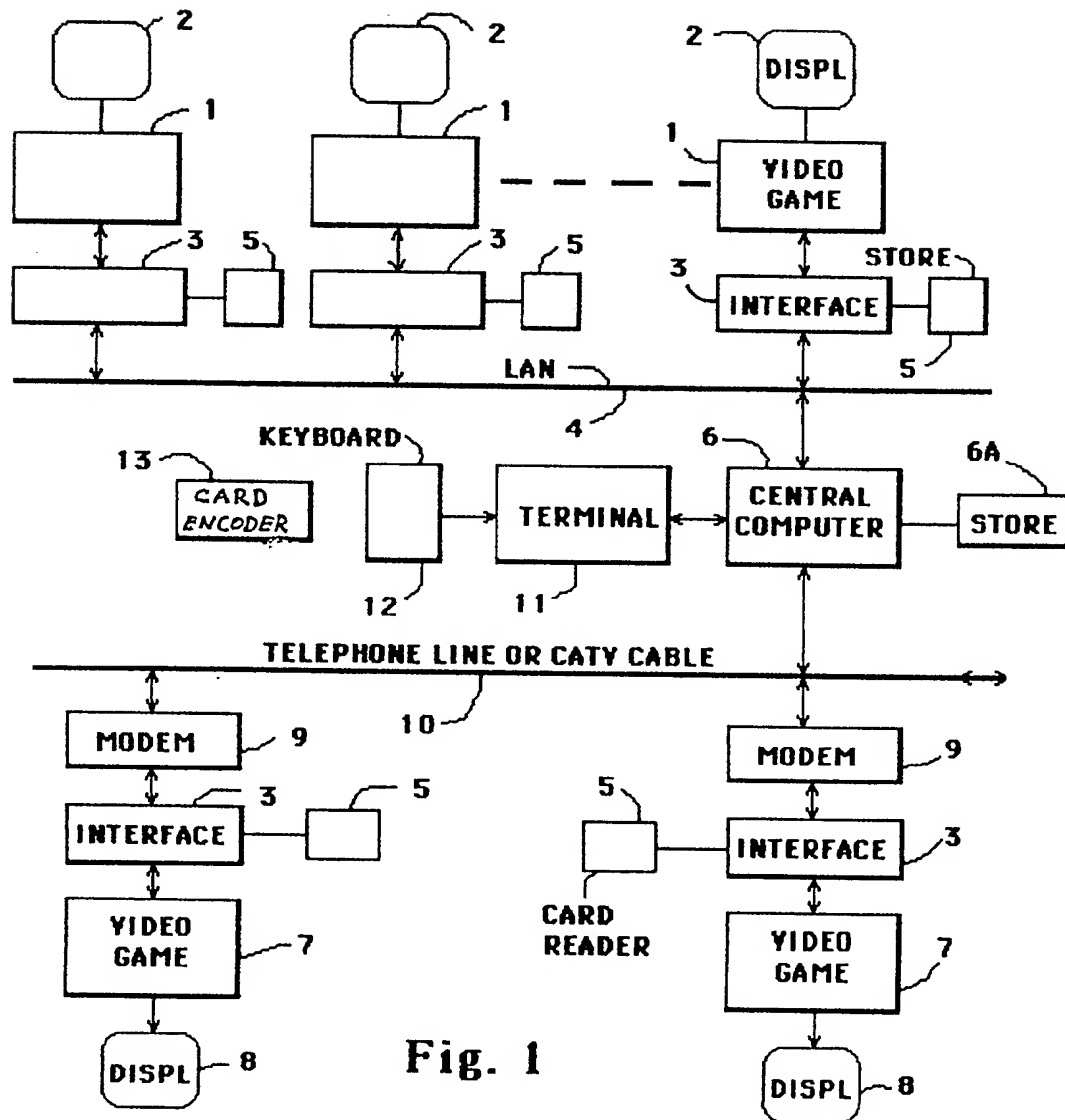 2
2
2
DISPL
1
1
1
VIDEO
GAME
3
5
3
5
STORE
3
INTERFACE
5
LAN
4
KEYBOARD
6
6A
13
CARD
ENCODER
TERMINAL
CENTRAL
COMPUTER
STORE
12
11
TELEPHONE LINE OR CATV CABLE
10
MODEM
9
MODEM
9
3
5
5
INTERFACE
INTERFACE
3
CARD
READER
VIDEO
GAME
7
VIDEO
GAME
7
DISPL
8
Fig. 1
DISPL
8